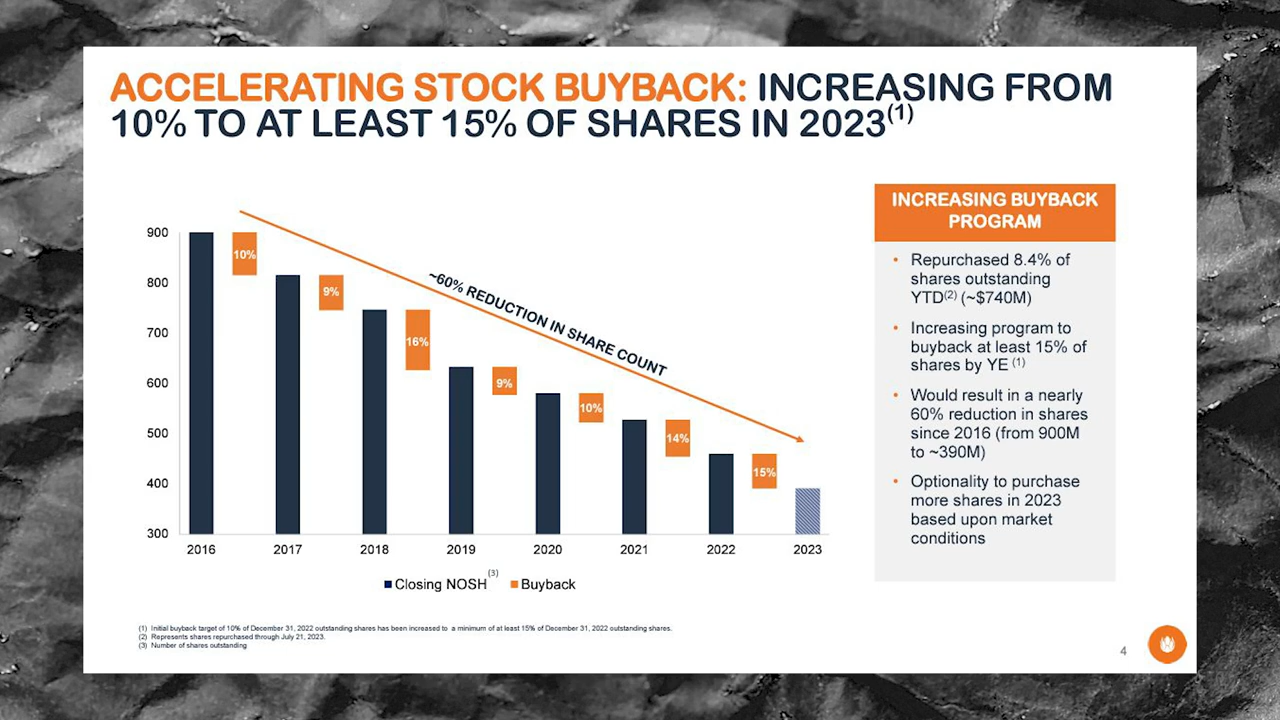 ACCELERATING STOCK BUYBACK: INCREASING FROM
10% TO AT LEAST 15% OF SHARES IN 2023(1)
900
800
700
600
500
400
300
10%
9%
16%
9%
10%
14%
15%
~60% REDUCTION IN SHARE COUNT
2016 2017 2018 2019 2020 2021 2022 2023
Closing NOSH(3) Buyback
INCREASING BUYBACK
PROGRAM
• Repurchased 8.4% of
shares outstanding
YTD(2) (~$740M)
• Increasing program to
buyback at least 15% of
shares by YE (1)
• Would result in a nearly
60% reduction in shares
since 2016 (from 900M
to ~390M)
• Optionality to purchase
more shares in 2023
based upon market
conditions
(1) Initial buyback target of 10% of December 31, 2022 outstanding shares has been increased to a minimum of at least 15% of December 31, 2022 outstanding shares.
(2) Represents shares repurchased through July 21, 2023.
(3) Number of shares outstanding
4